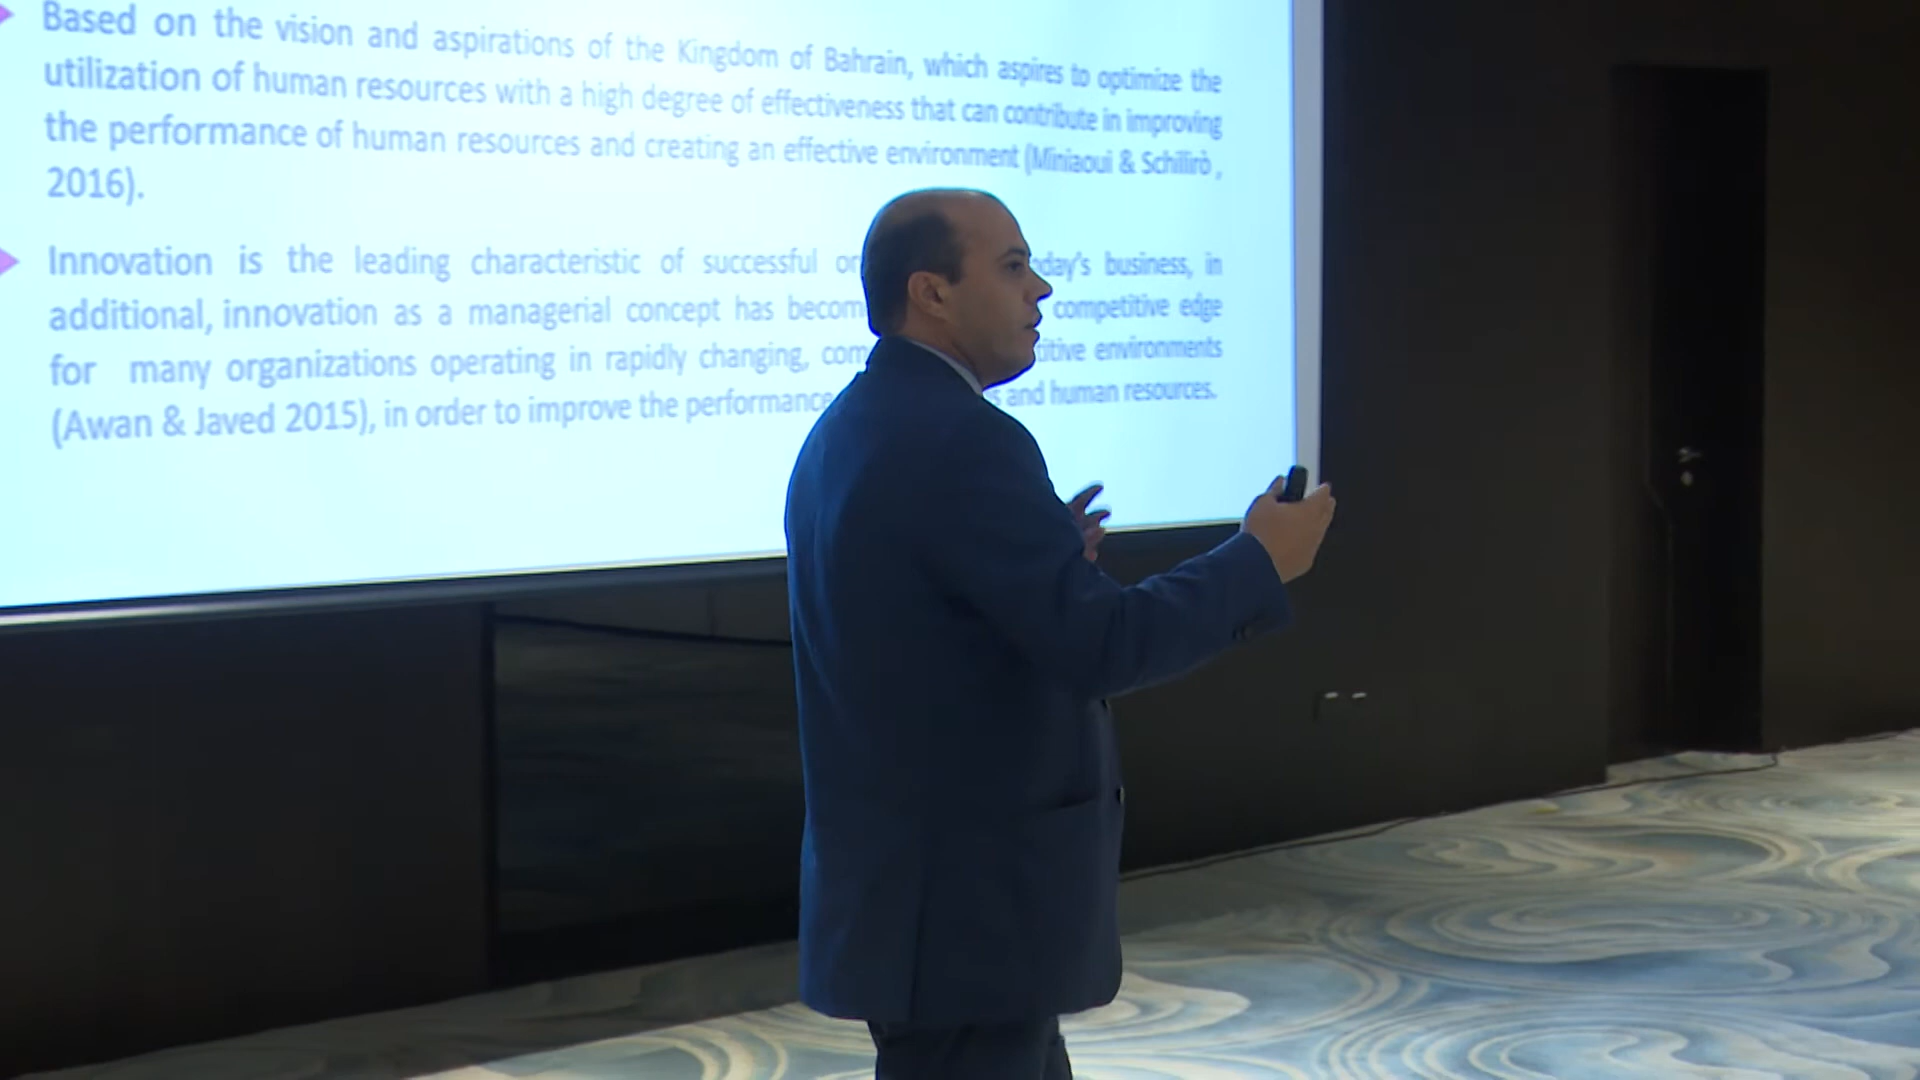 Based on the vision and aspirations of the Kingdom of Bahrain, which aspires to optimize the
utilization of human resources with a high degree of effectiveness that can contribute in improving
the performance of human resources and creating an effective environment (Miniaoui & Schilirò ,
2016).
Innovation is the leading characteristic of successful day's business, in
additional, innovation as a managerial concept has competitive edge
for many organizations operating in rapidly changing, environments
(Awan & Javed 2015), in order to improve the performance and human resources.